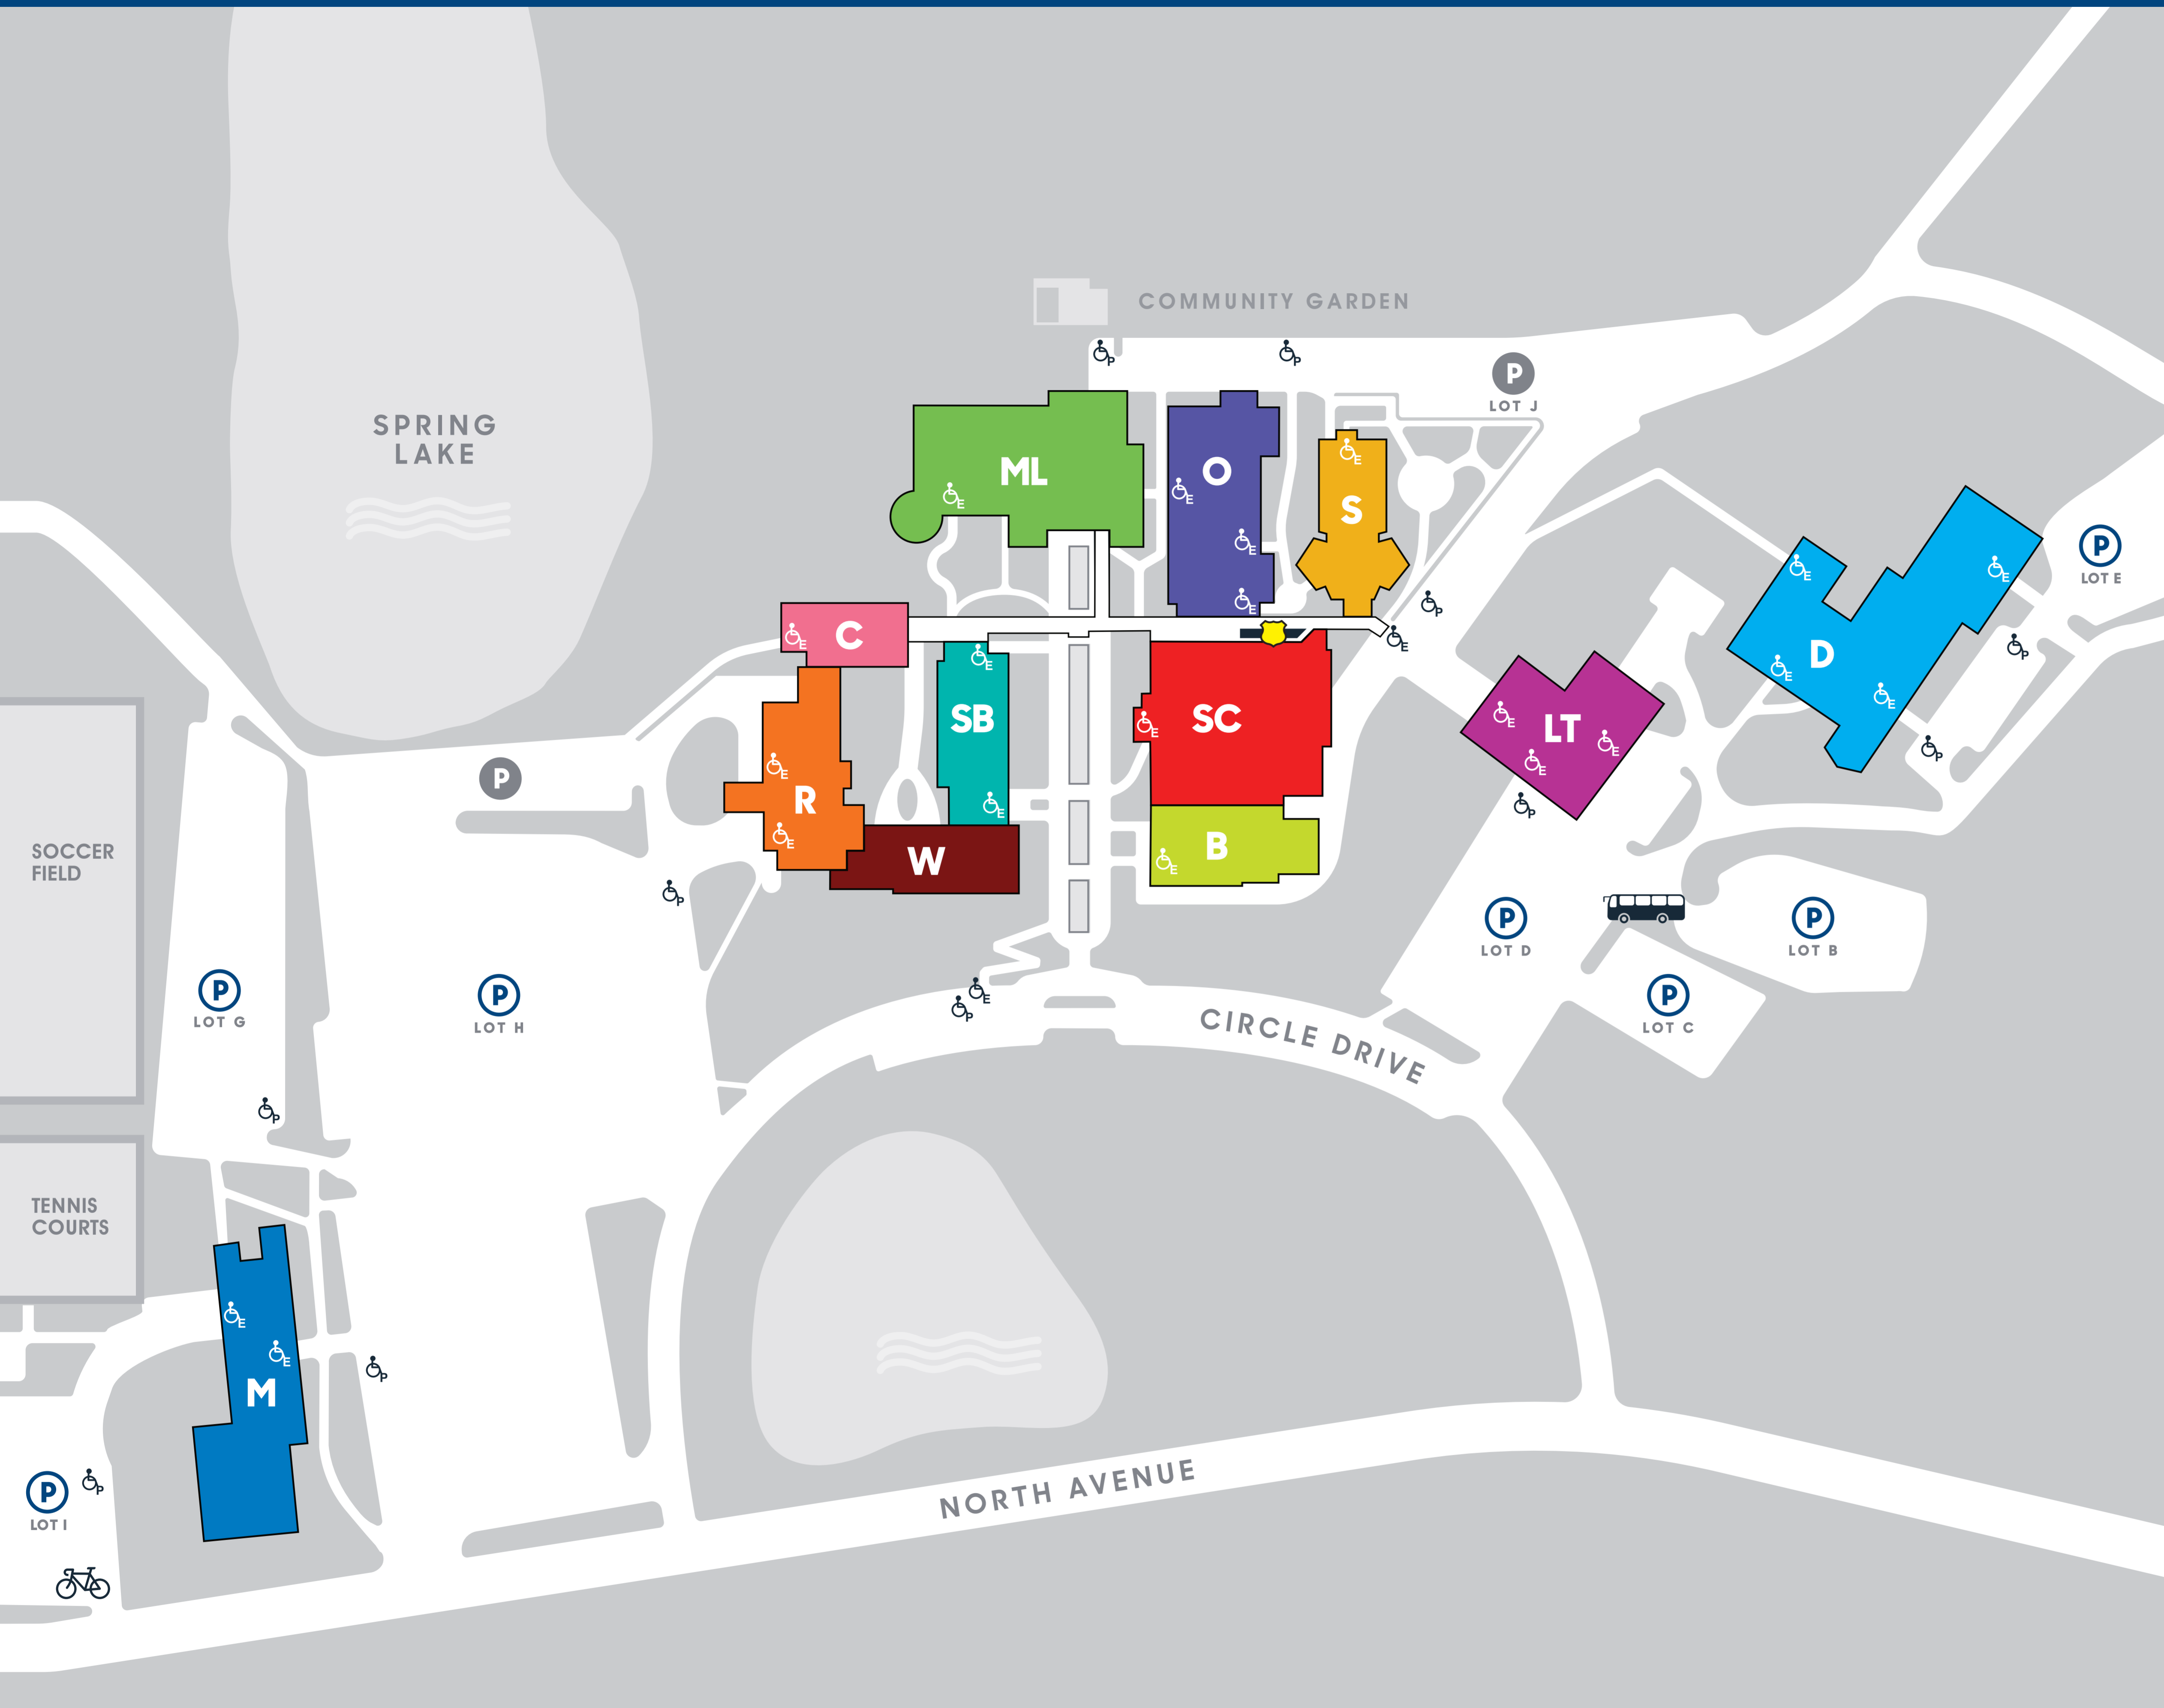 COMMUNITY GARDEN
P
P
P
LOT J
SPRING
LAKE
ML
E
O
E
E
E
S
E
P
LOT E
P
E
E
E
E
D
E
E
P
P
C
E
SB
E
E
SC
E
LT
E
E
E
P
P
R
E
E
W
B
E
P
SOCCER
FIELD
P
P
LOT G
P
LOT H
E
P
P
LOT D
P
LOT B
P
LOT C
CIRCLE DRIVE
P
TENNIS
COURTS
M
E
E
P
P
LOT I
P
NORTH AVENUE